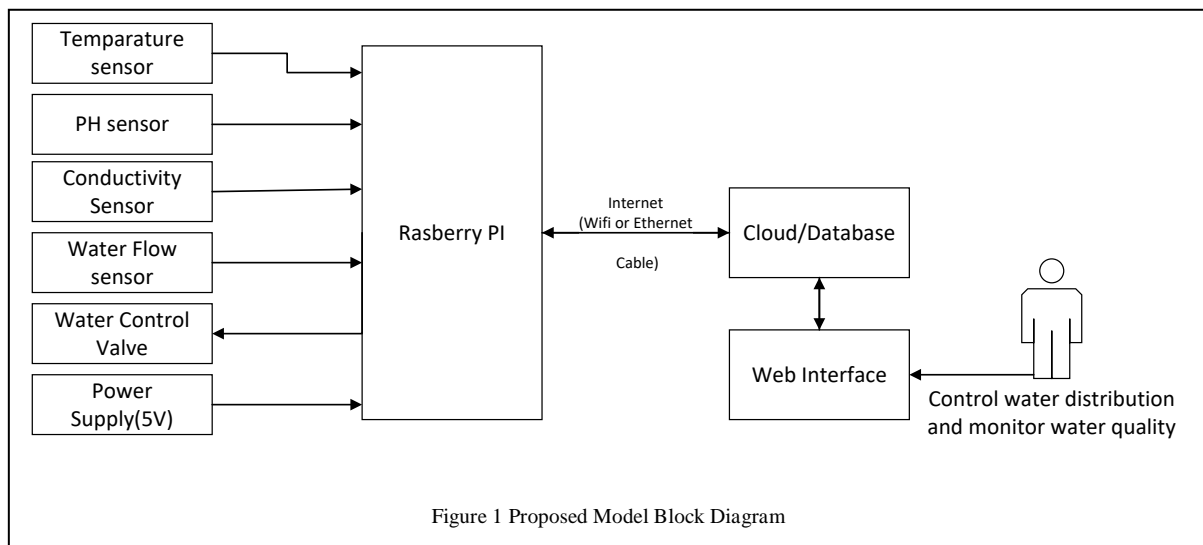 Temparature
sensor
PH sensor
Conductivity
Sensor
Water Flow
sensor
Water Control
Valve
Power
Supply(5V)
Rasberry PI
Internet
(Wifi or Ethernet
Cable)
Cloud/Database
Web Interface
Control water distribution
and monitor water quality
Figure 1 Proposed Model Block Diagram